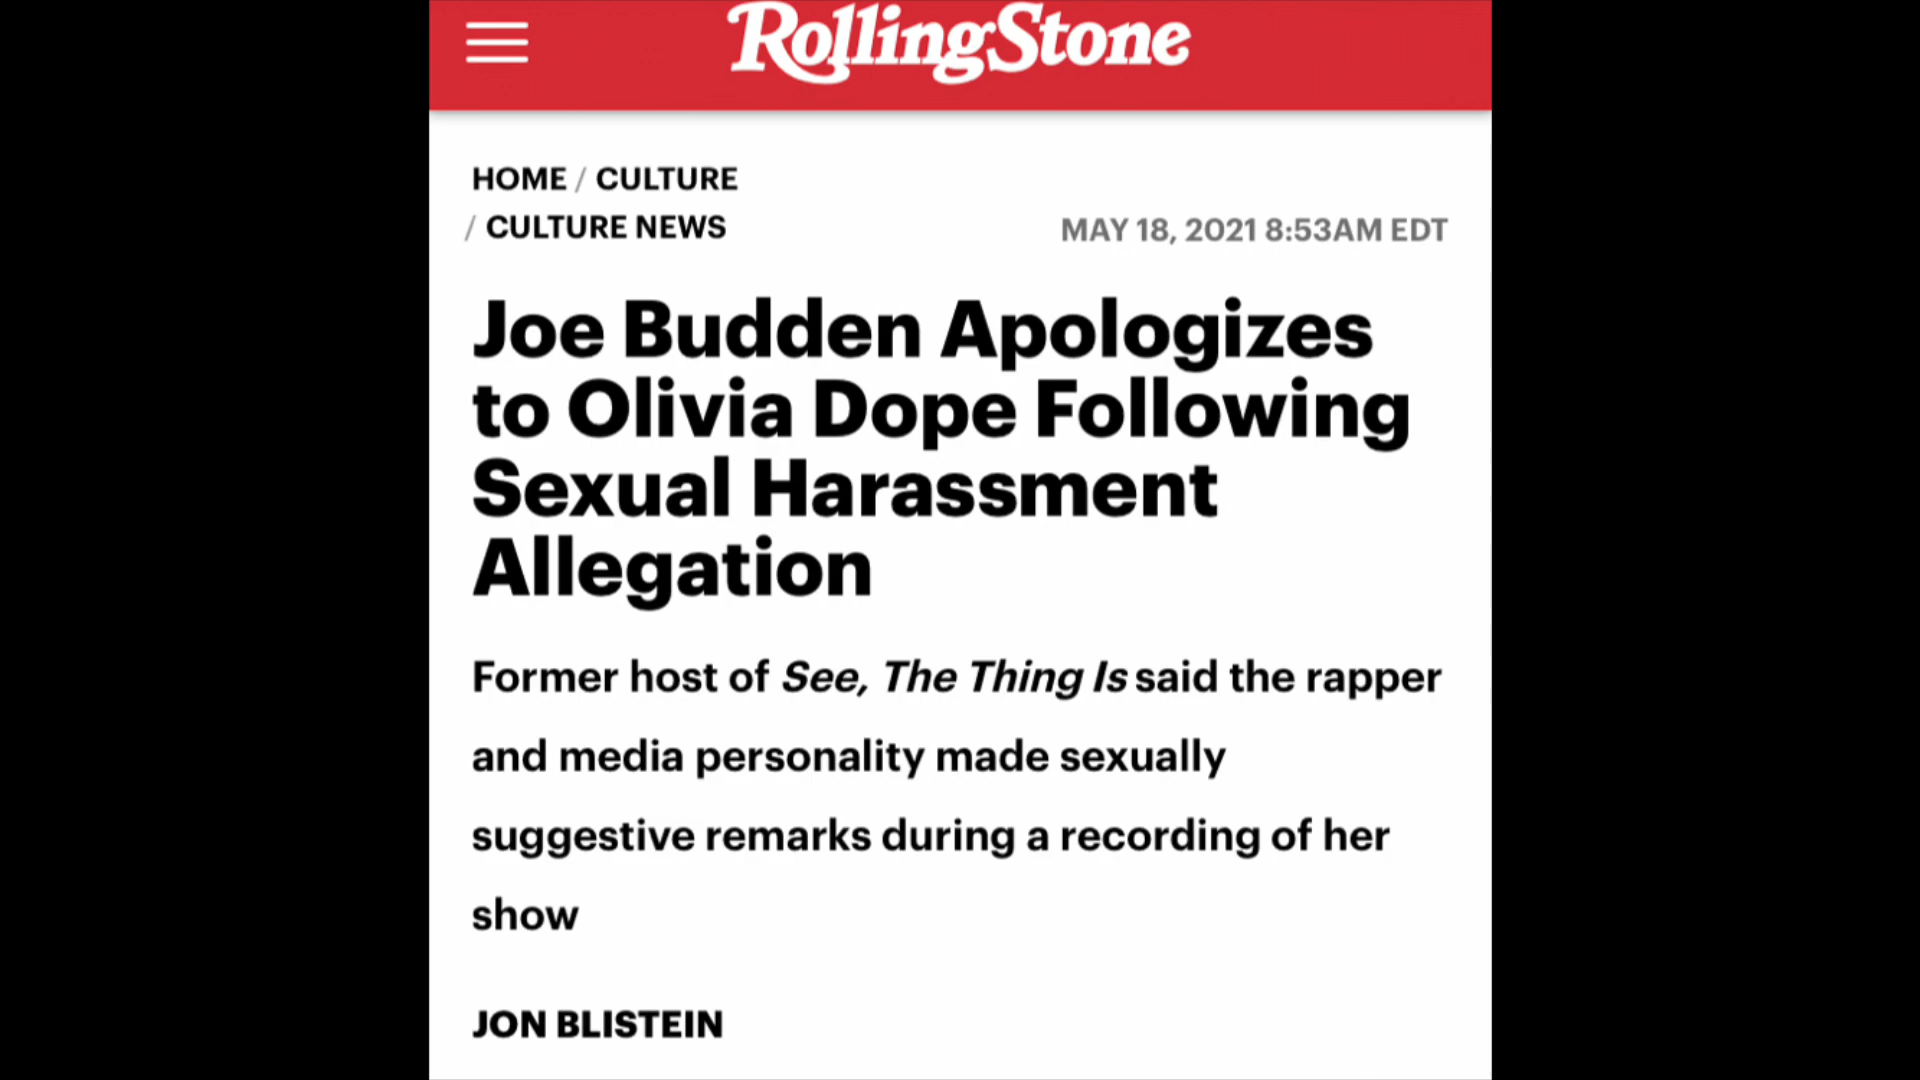 RollingStone
HOME / CULTURE
/ CULTURE NEWS
MAY 18, 2021 8:53AM EDT
Joe Budden Apologizes
to Olivia Dope Following
Sexual Harassment
Allegation
Former host of See, The Thing Is said the rapper
and media personality made sexually
suggestive remarks during a recording of her
show
JON BLISTEIN